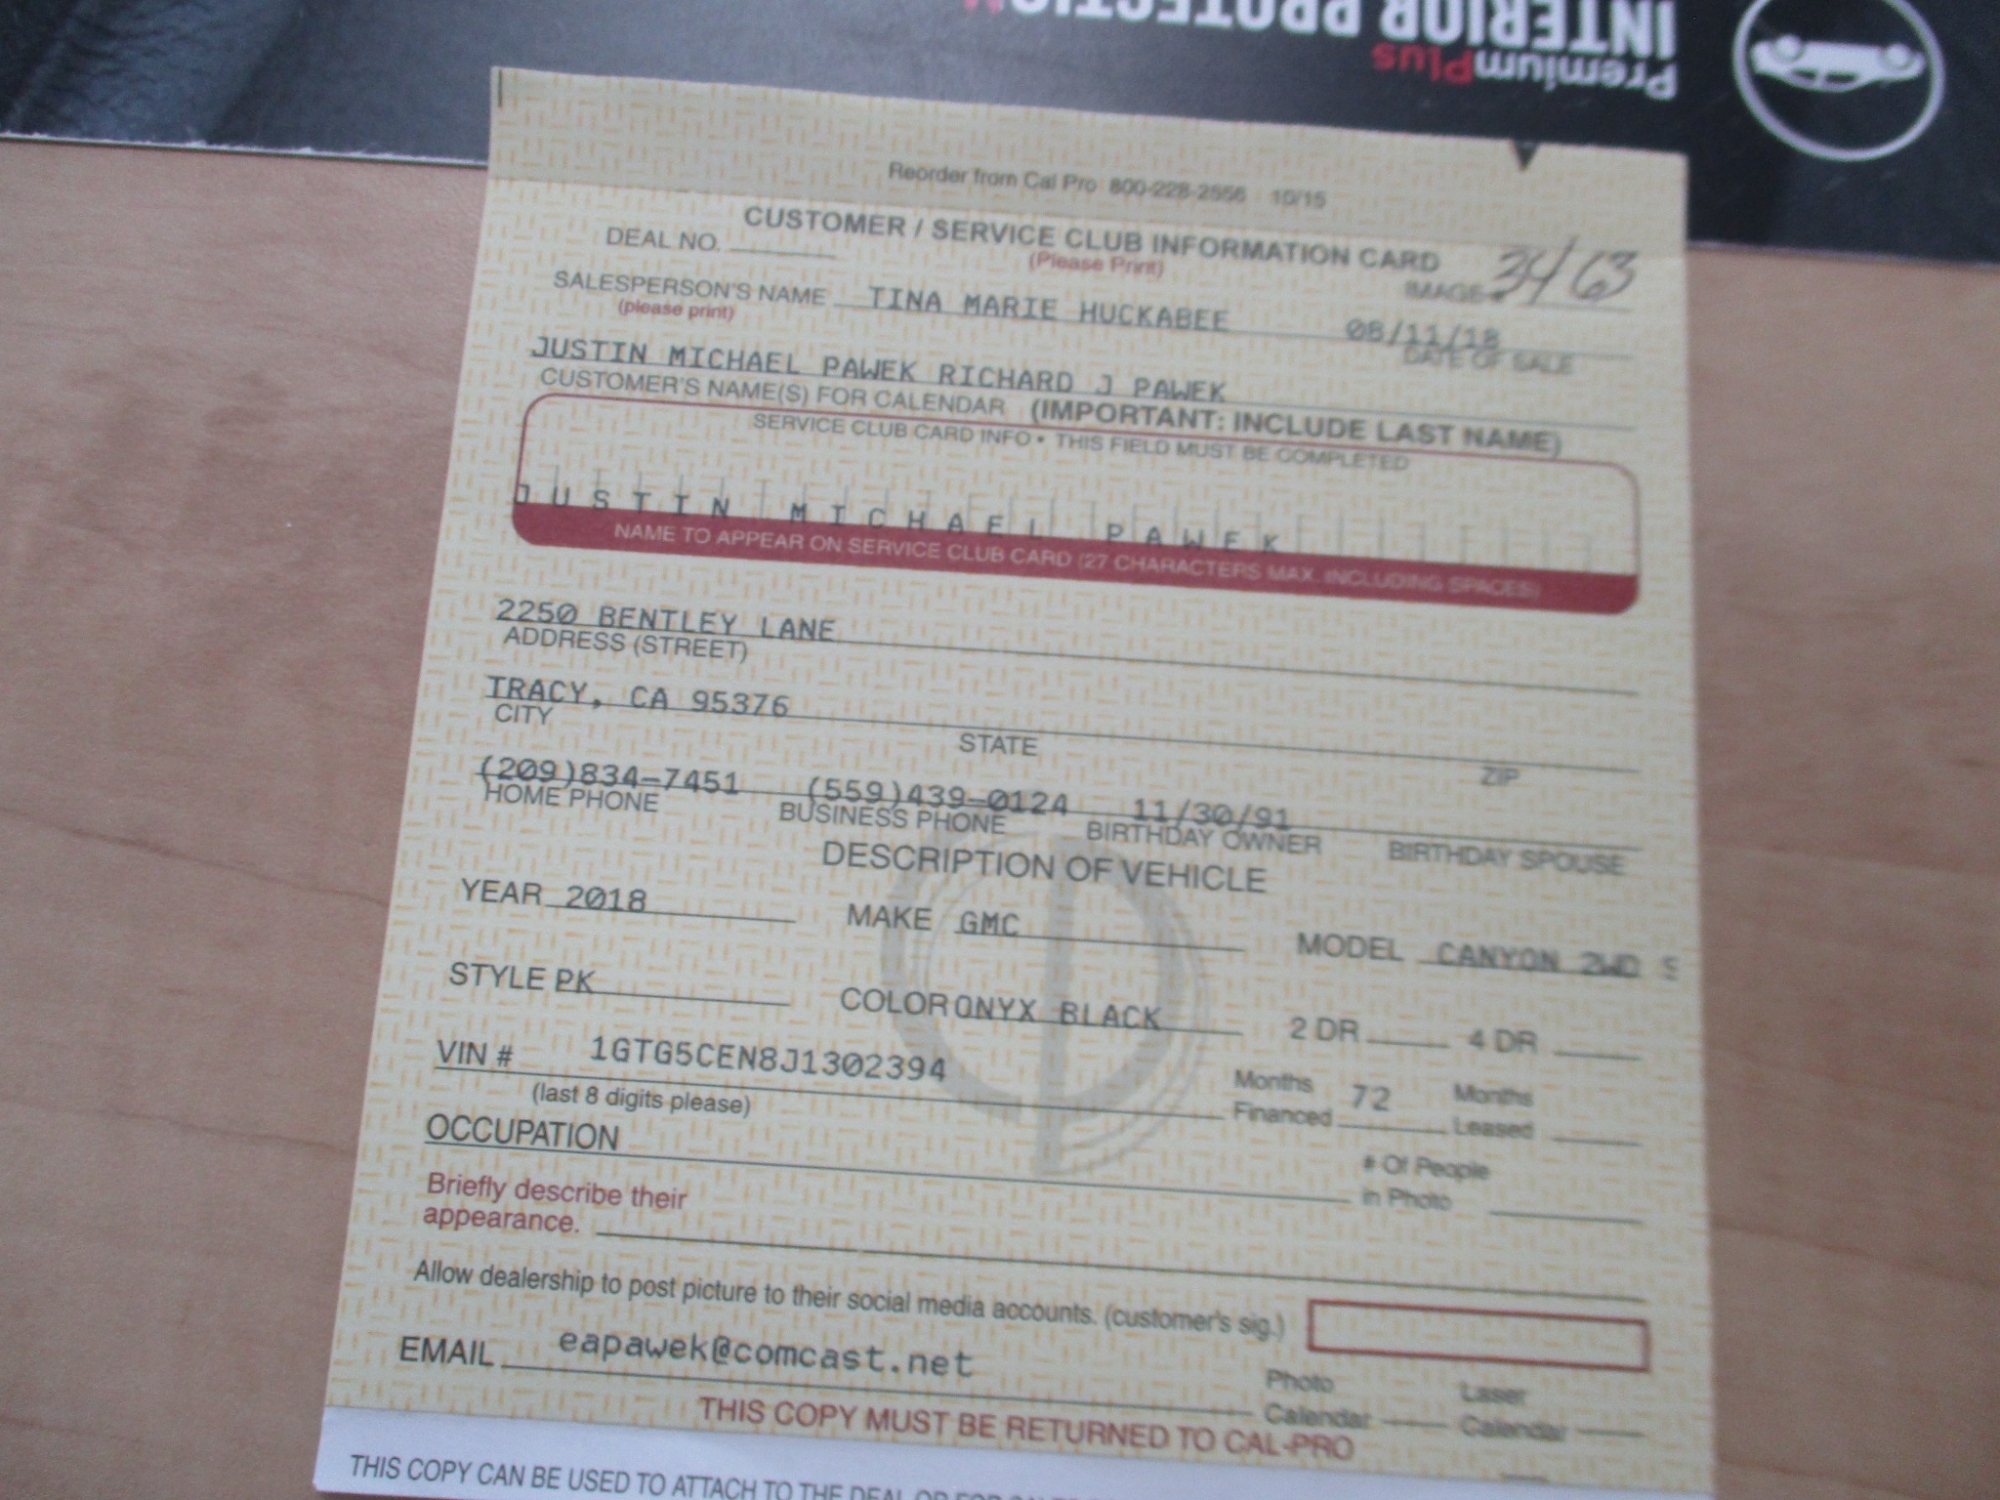 PremiumPlus
INTERIOR PROTECTION
Reorder from Cal Pro 800-228-2556 10/15
CUSTOMER / SERVICE CLUB INFORMATION CARD
DEAL NO.
(Please Print)
IMAGE # 3463
SALESPERSON'S NAME TINA MARIE HUCKABEE
(please print)
08/11/18
DATE OF SALE
JUSTIN MICHAEL PAWEK RICHARD J PAWEK
CUSTOMER'S NAME(S) FOR CALENDAR (IMPORTANT: INCLUDE LAST NAME)
SERVICE CLUB CARD INFO • THIS FIELD MUST BE COMPLETED
JUSTIN MICHAEL PAWEK
NAME TO APPEAR ON SERVICE CLUB CARD (27 CHARACTERS MAX. INCLUDING SPACES)
2250 BENTLEY LANE
ADDRESS (STREET)
TRACY, CA 95376
CITY STATE ZIP
(209)834-7451 (559)439-0124 11/30/91
HOME PHONE BUSINESS PHONE BIRTHDAY OWNER BIRTHDAY SPOUSE
DESCRIPTION OF VEHICLE
YEAR 2018 MAKE GMC MODEL CANYON 2WD S
STYLE PK COLOR ONYX BLACK 2 DR 4 DR
VIN # 1GTG5CEN8J1302394
(last 8 digits please)
Months Financed 72 Months Leased
OCCUPATION
# Of People in Photo
Briefly describe their
appearance.
Allow dealership to post picture to their social media accounts. (customer's sig.)
EMAIL eapawek@comcast.net
Photo Calendar Laser Calendar
THIS COPY MUST BE RETURNED TO CAL-PRO
THIS COPY CAN BE USED TO ATTACH TO THE DEAL OR FOR